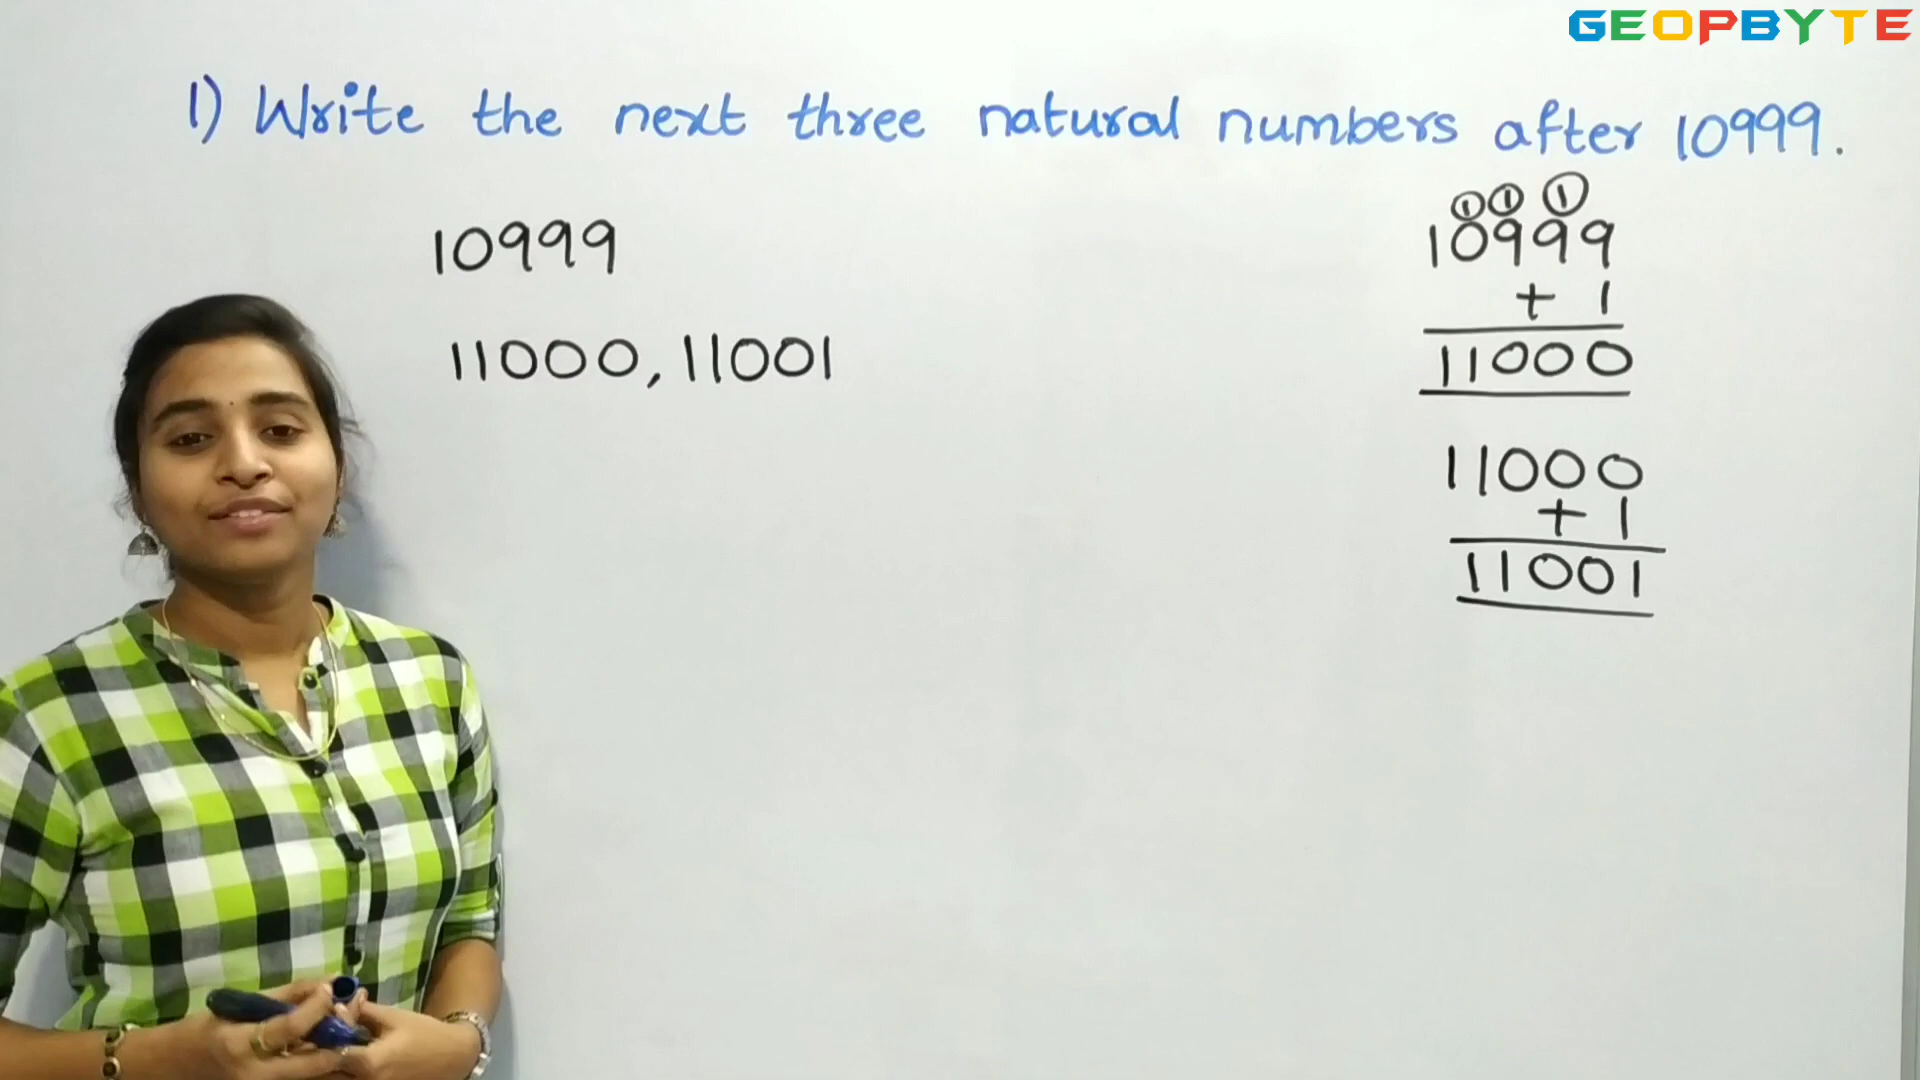 GEOPBYTE
1) Write the next three natural numbers after 10999.
10999
11000, 11001
1 1 1
10999
+ 1
11000
11000
+ 1
11001